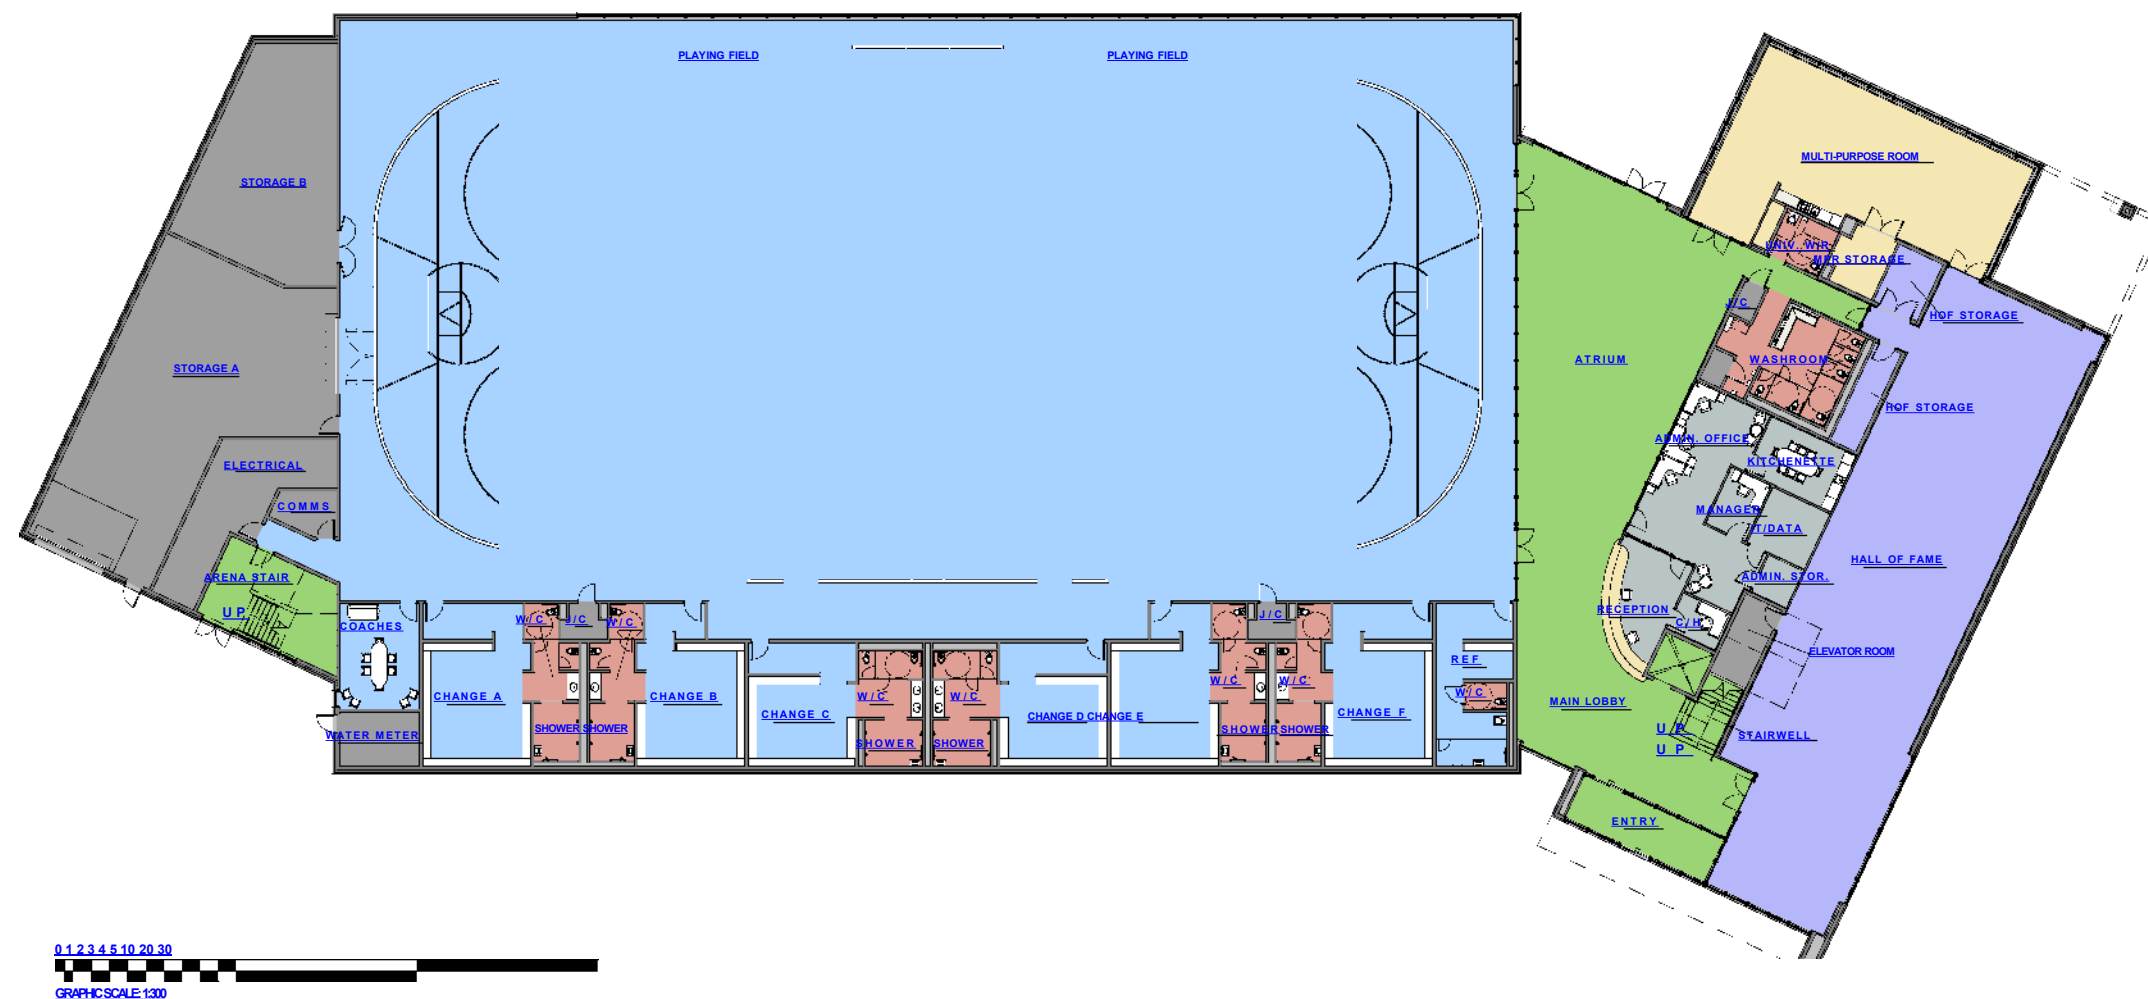 PLAYING FIELD
PLAYING FIELD
MULTI-PURPOSE ROOM
STORAGE B
UNIV. W/R
MPR STORAGE
J/C
HOF STORAGE
STORAGE A
ATRIUM
WASHROOM
HOF STORAGE
ADMIN. OFFICE
ELECTRICAL
KITCHENETTE
COMMS
MANAGER
IT/DATA
HALL OF FAME
ARENA STAIR
ADMIN. STOR.
UP
RECEPTION
COACHES
W/C
J/C
W/C
J/C
C/H
ELEVATOR ROOM
REF
CHANGE A
CHANGE B
W/C
W/C
W/C
W/C
W/C
CHANGE C
CHANGE D
CHANGE E
CHANGE F
MAIN LOBBY
SHOWER
SHOWER
SHOWER
SHOWER
UP
WATER METER
SHOWER
SHOWER
UP
STAIRWELL
ENTRY
0 1 2 3 4 5 10 20 30
GRAPHIC SCALE: 1:300